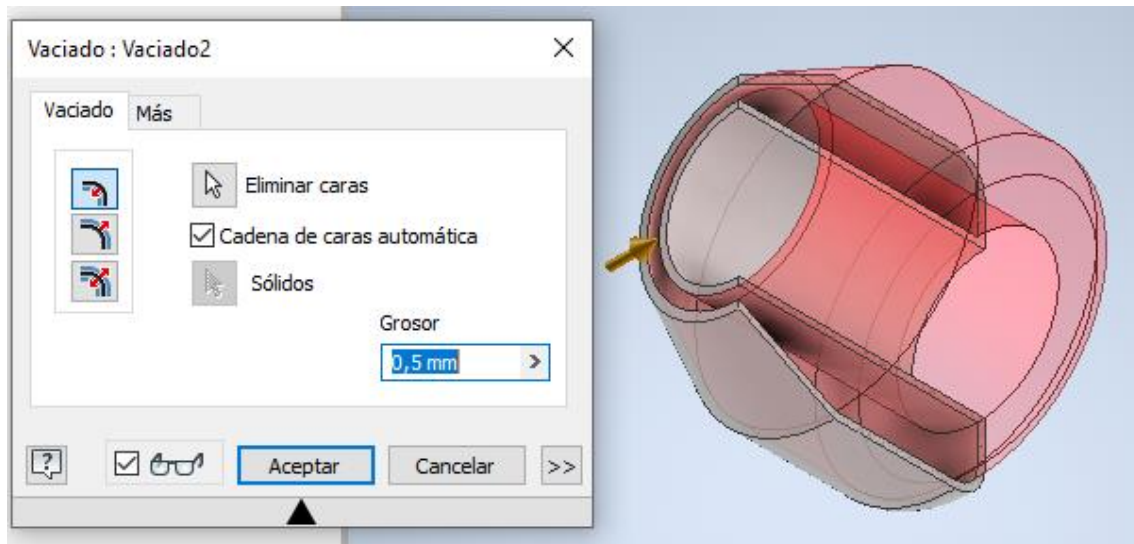 Vaciado : Vaciado2
Vaciado Más
Eliminar caras
Cadena de caras automática
Sólidos
Grosor
0,5 mm >
? Aceptar Cancelar >>